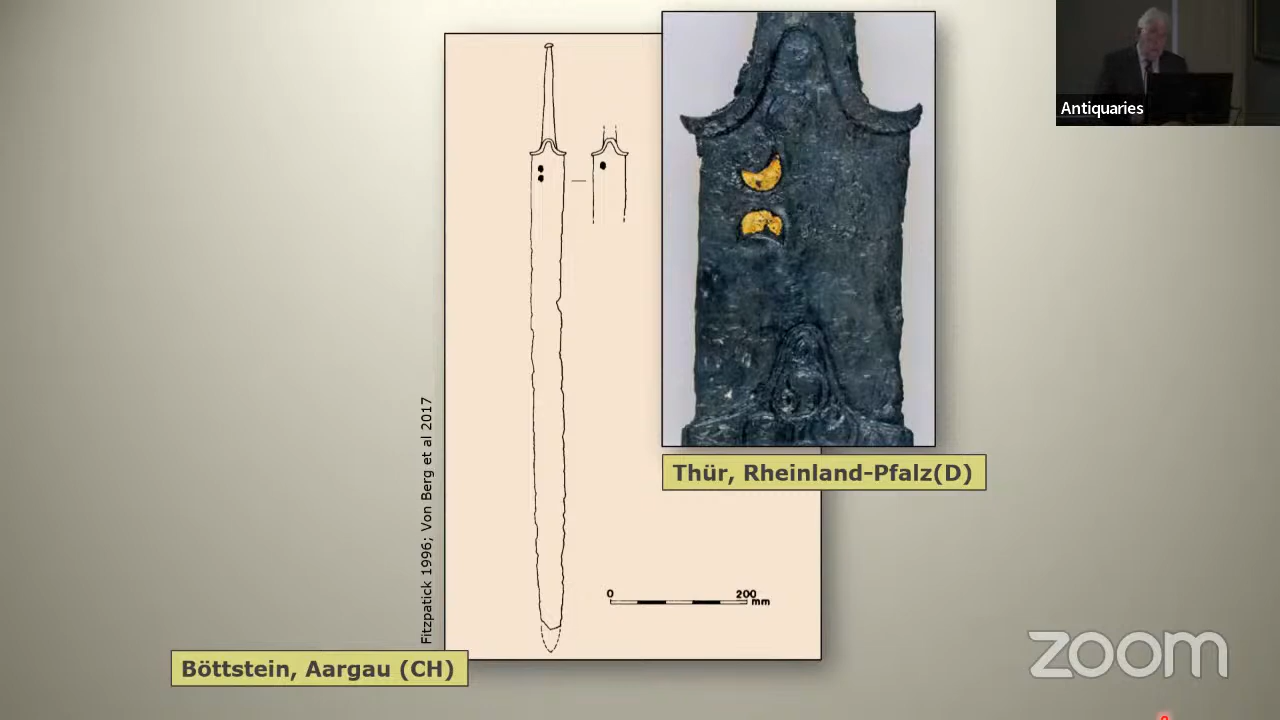 Antiquaries
Thür, Rheinland-Pfalz(D)
Fitzpatick 1996; Von Berg et al 2017
0 200
mm
Böttstein, Aargau (CH)
zoom